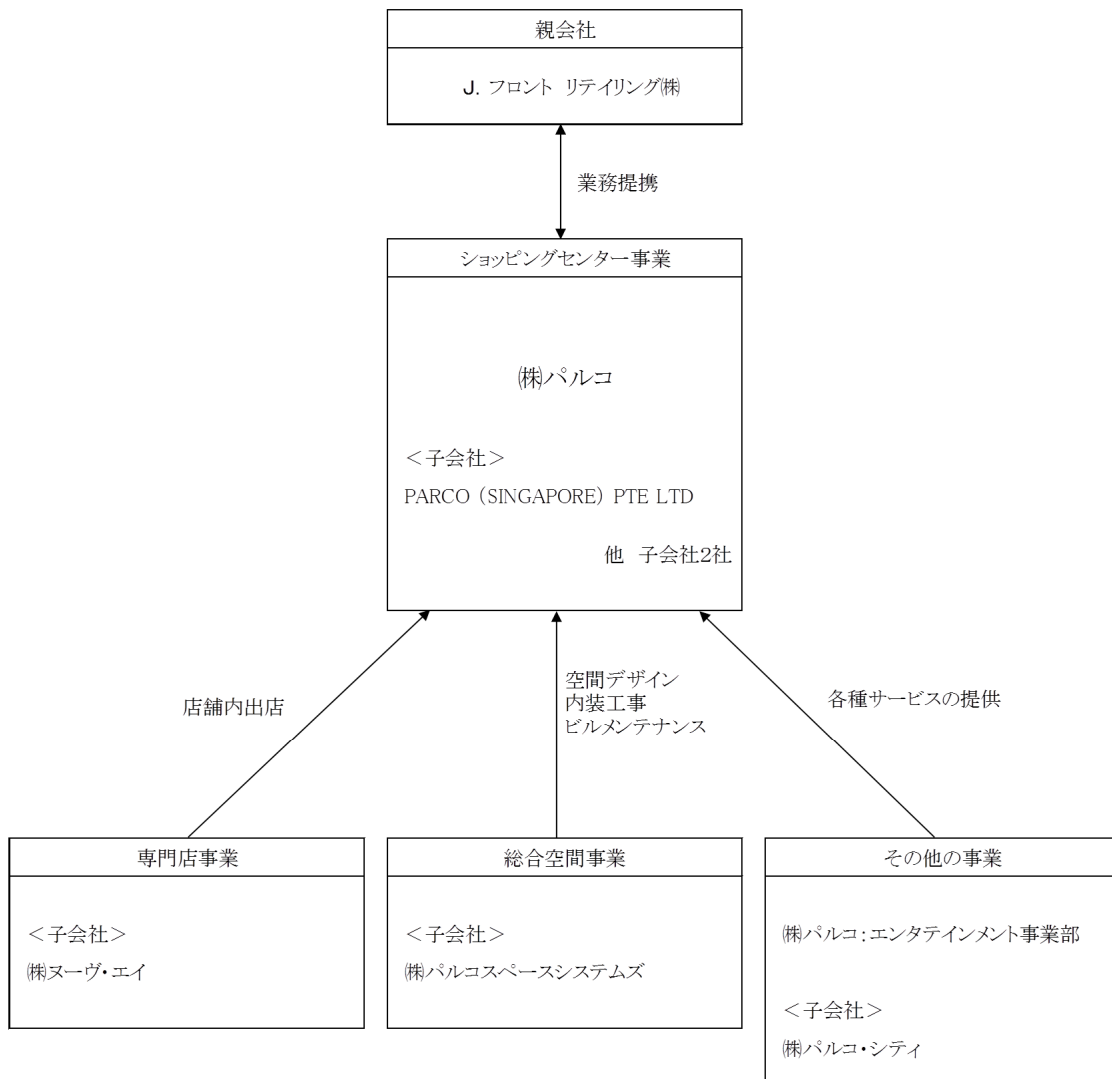 親会社
J. フロント リテイリング㈱
業務提携
ショッピングセンター事業
㈱パルコ
＜子会社＞
PARCO (SINGAPORE) PTE LTD
他 子会社2社
店舗内出店
空間デザイン
内装工事
ビルメンテナンス
各種サービスの提供
専門店事業
＜子会社＞
㈱ヌーヴ・エイ
総合空間事業
＜子会社＞
㈱パルコスペースシステムズ
その他の事業
㈱パルコ：エンタテインメント事業部
＜子会社＞
㈱パルコ・シティ